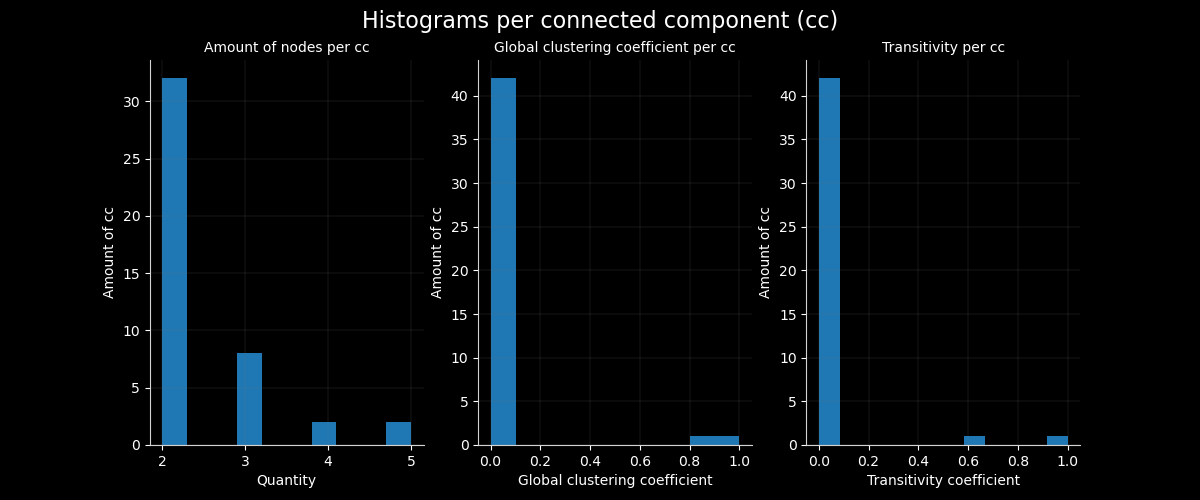 Histograms per connected component (cc)
Amount of nodes per cc
Global clustering coefficient per cc
Transitivity per cc
Amount of cc
30
25
20
15
10
5
0
2 3 4 5
Quantity
Amount of cc
40
35
30
25
20
15
10
5
0
0.0 0.2 0.4 0.6 0.8 1.0
Global clustering coefficient
Amount of cc
40
35
30
25
20
15
10
5
0
0.0 0.2 0.4 0.6 0.8 1.0
Transitivity coefficient